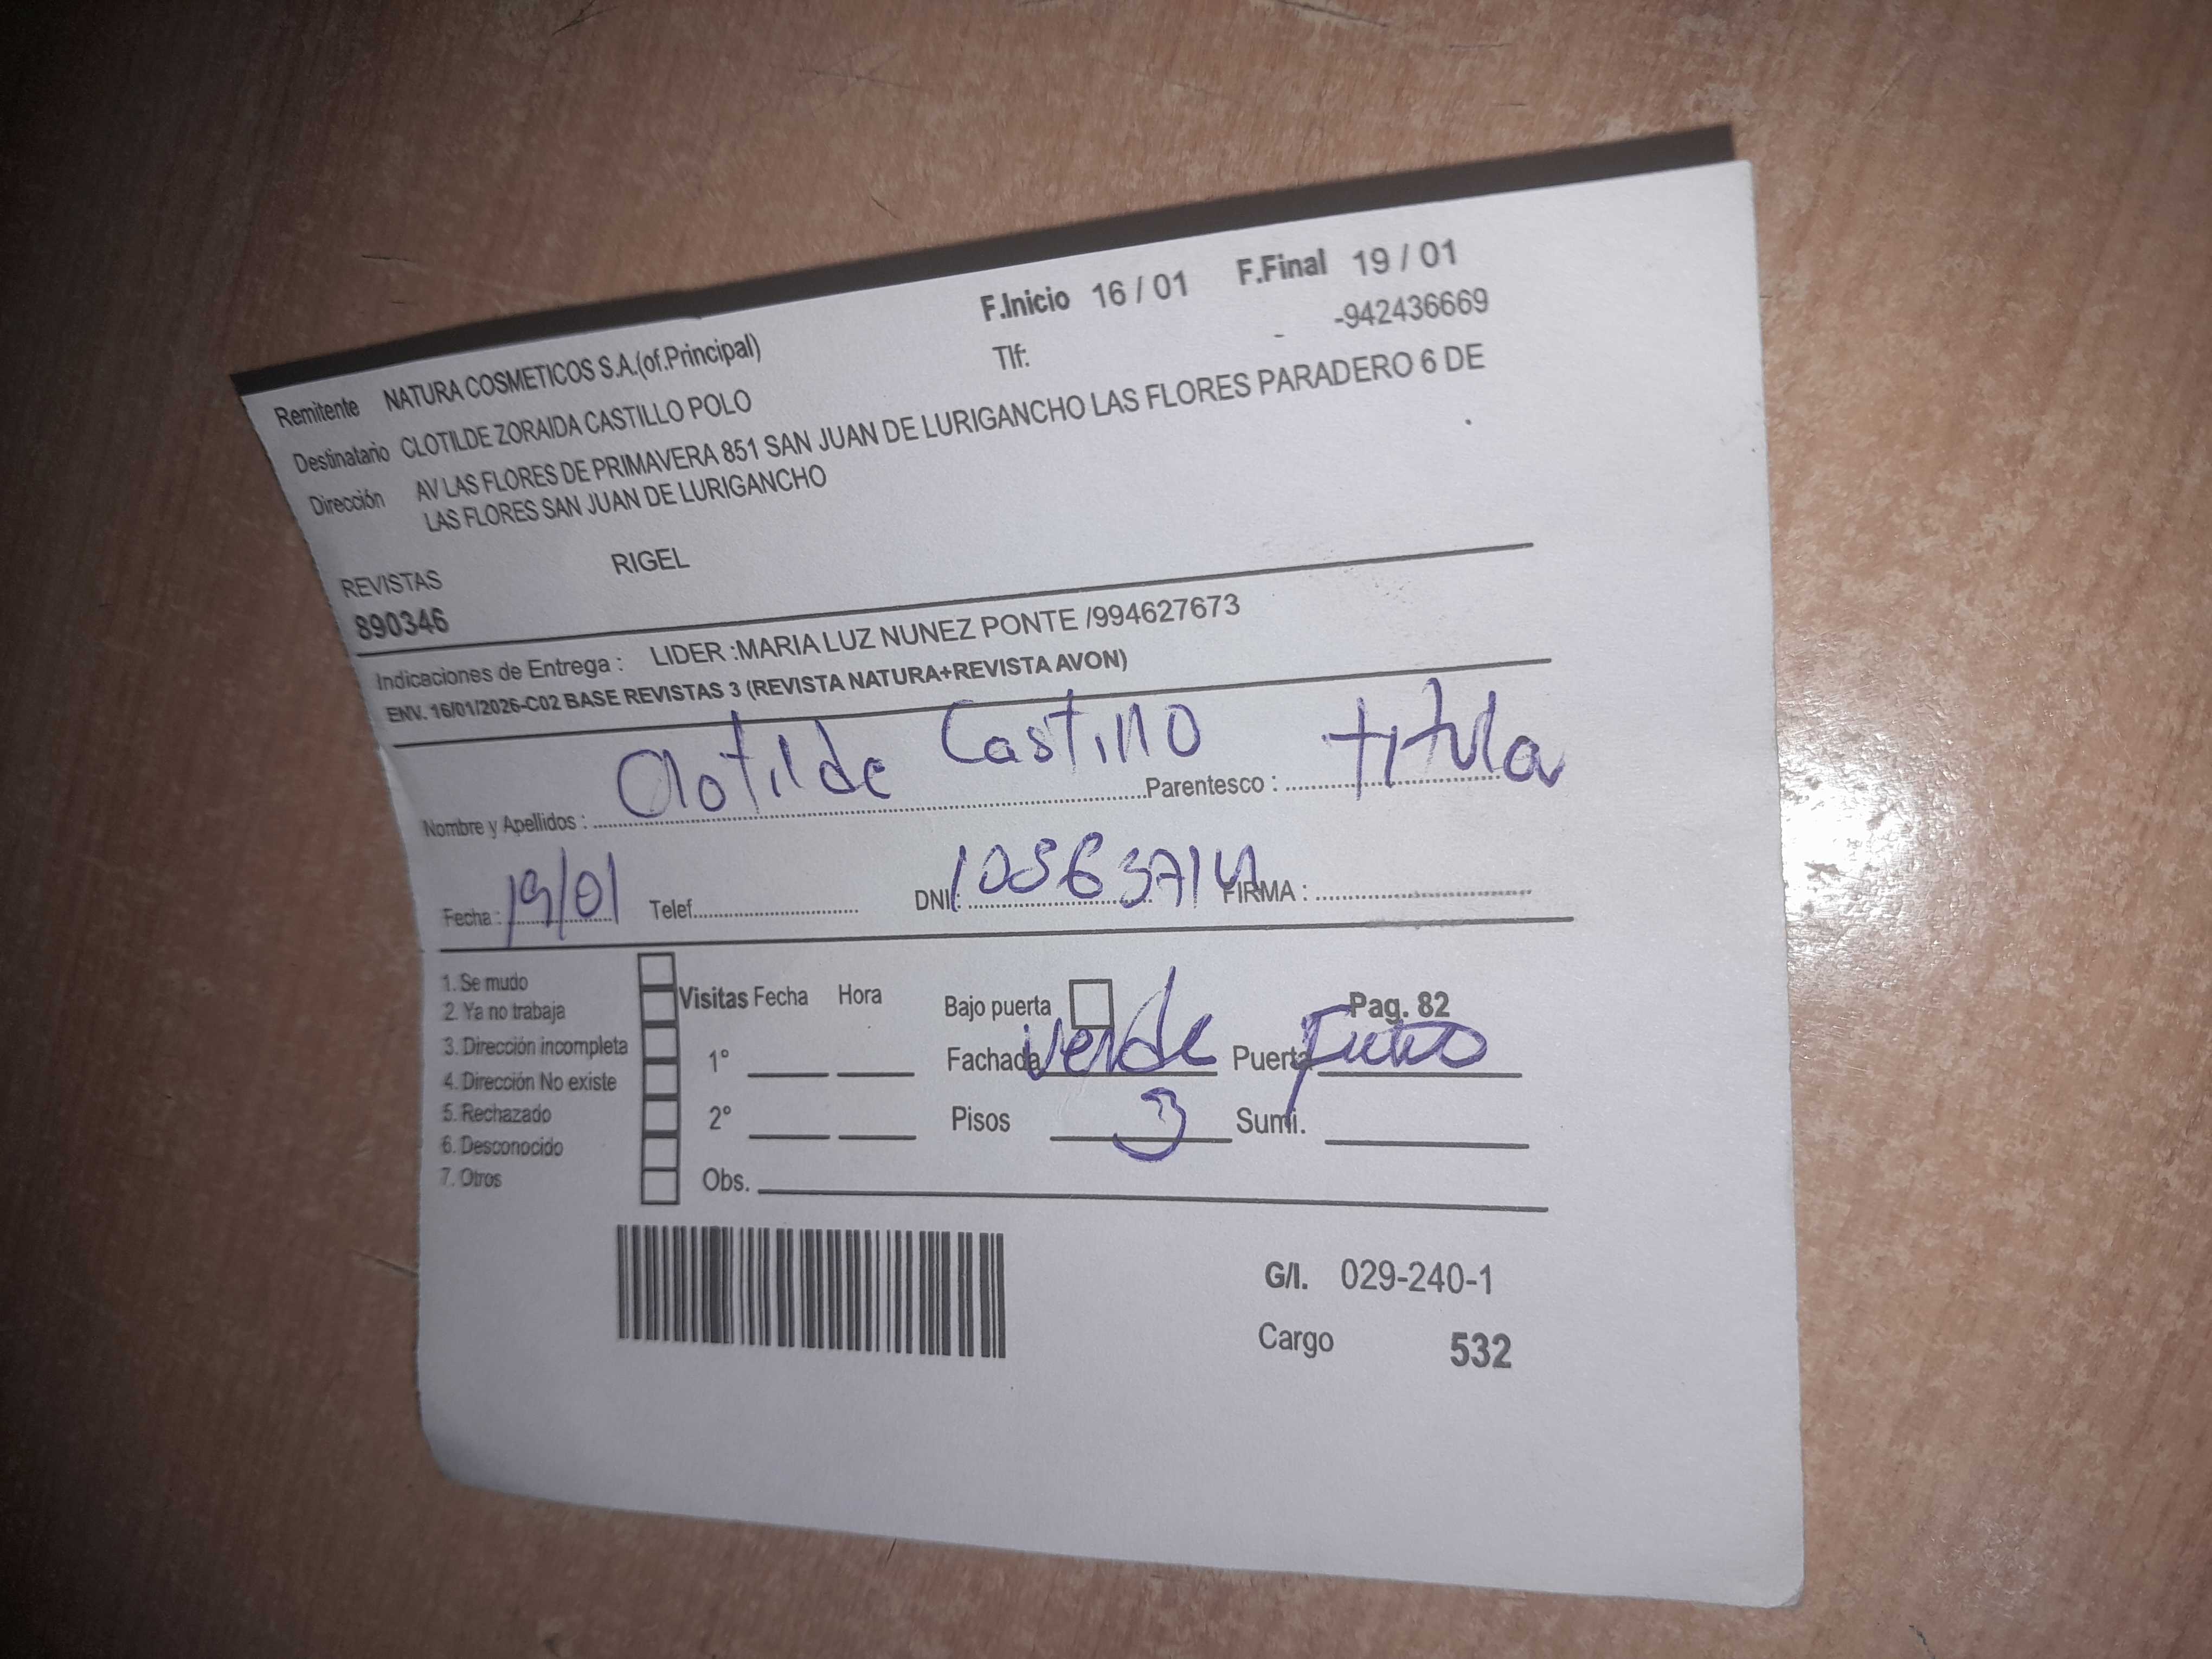 F.Inicio 16 / 01 F.Final 19 / 01
Remitente NATURA COSMETICOS S.A.(of.Principal) Tlf: - -942436669
Destinatario CLOTILDE ZORAIDA CASTILLO POLO
Dirección AV LAS FLORES DE PRIMAVERA 851 SAN JUAN DE LURIGANCHO LAS FLORES PARADERO 6 DE
LAS FLORES SAN JUAN DE LURIGANCHO
REVISTAS RIGEL
890346
Indicaciones de Entrega : LIDER :MARIA LUZ NUNEZ PONTE /994627673
ENV. 16/01/2026-C02 BASE REVISTAS 3 (REVISTA NATURA+REVISTA AVON)
Nombre y Apellidos : Clotilde Castillo Parentesco : titula
Fecha : 19/01 Telef. DNI : FIRMA :
1. Se mudo
2. Ya no trabaja
3. Dirección incompleta
4. Dirección No existe
5. Rechazado
6. Desconocido
7. Otros
Visitas Fecha Hora Bajo puerta Pag. 82
1° Fachada verde Puerta
2° Pisos 3 Sumi.
Obs.
G/I. 029-240-1
Cargo 532